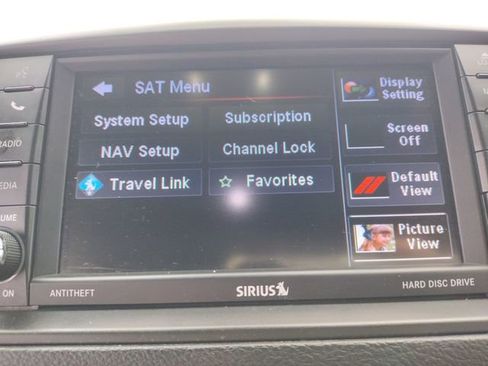 SAT Menu
System Setup
Subscription
NAV Setup
Channel Lock
Travel Link
Favorites
Display
Setting
Screen
Off
Default
View
Picture
View
RADIO
MEDIA
VOLUME
ON
ANTITHEFT
SIRIUS
HARD DISC DRIVE